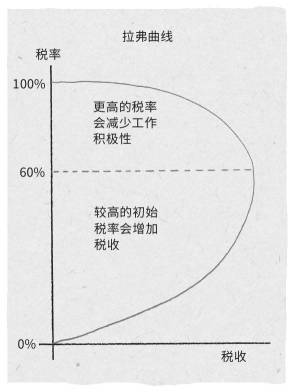 拉弗曲线
税率
100%
更高的税率
会减少工作
积极性
60%
较高的初始
税率会增加
税收
0%
税收